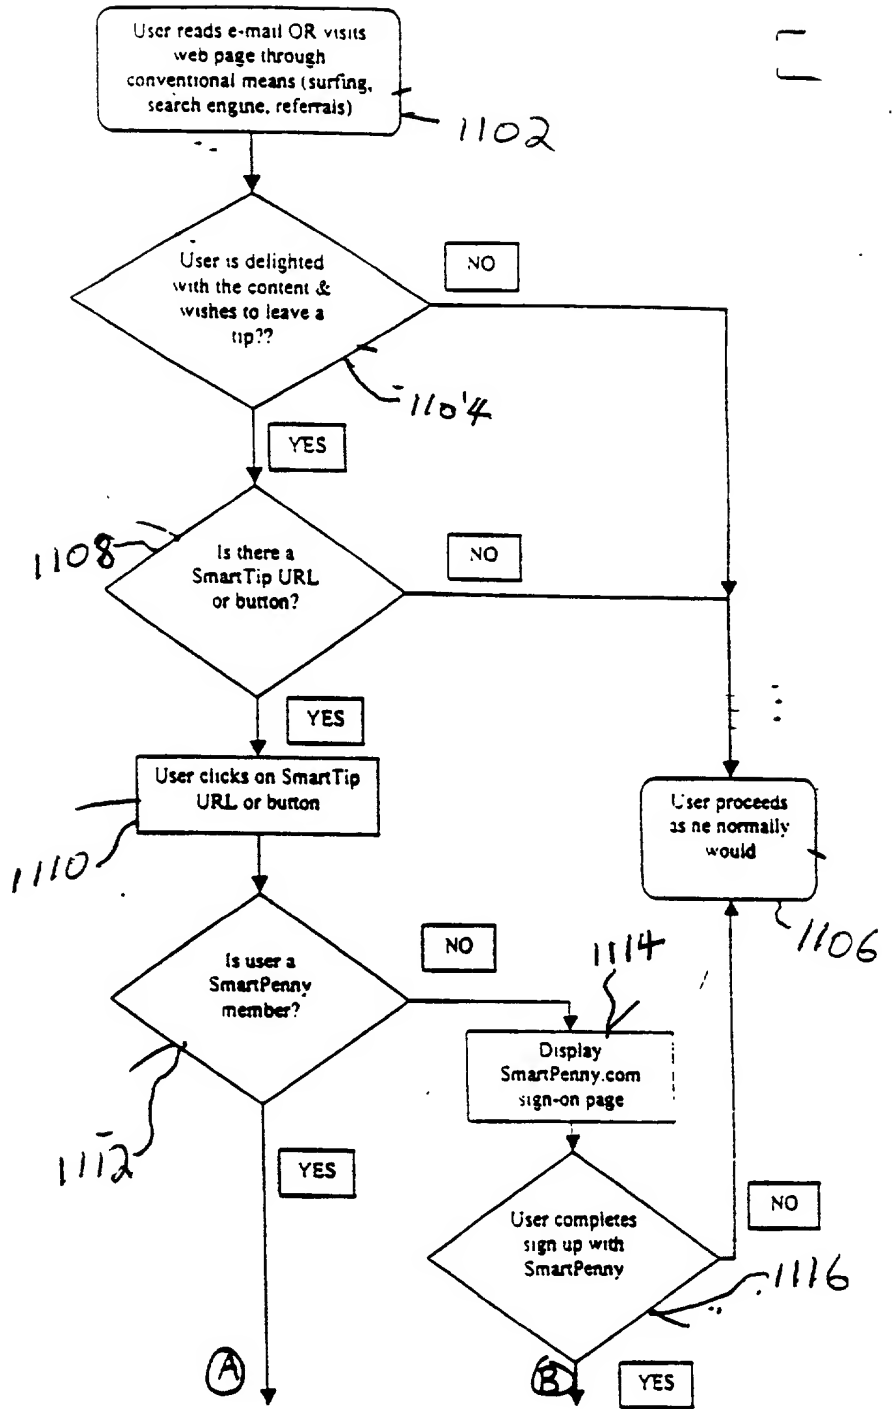 User reads e-mail OR visits
web page through
conventional means (surfing,
search engine, referrals)
1102
User is delighted
with the content &
wishes to leave a
tip??
NO
1104
YES
1108
Is there a
SmartTip URL
or button?
NO
YES
User clicks on SmartTip
URL or button
1110
User proceeds
as he normally
would
1106
Is user a
SmartPenny
member?
NO
1114
Display
SmartPenny.com
sign-on page
1112
YES
User completes
sign up with
SmartPenny
NO
1116
A
B
YES